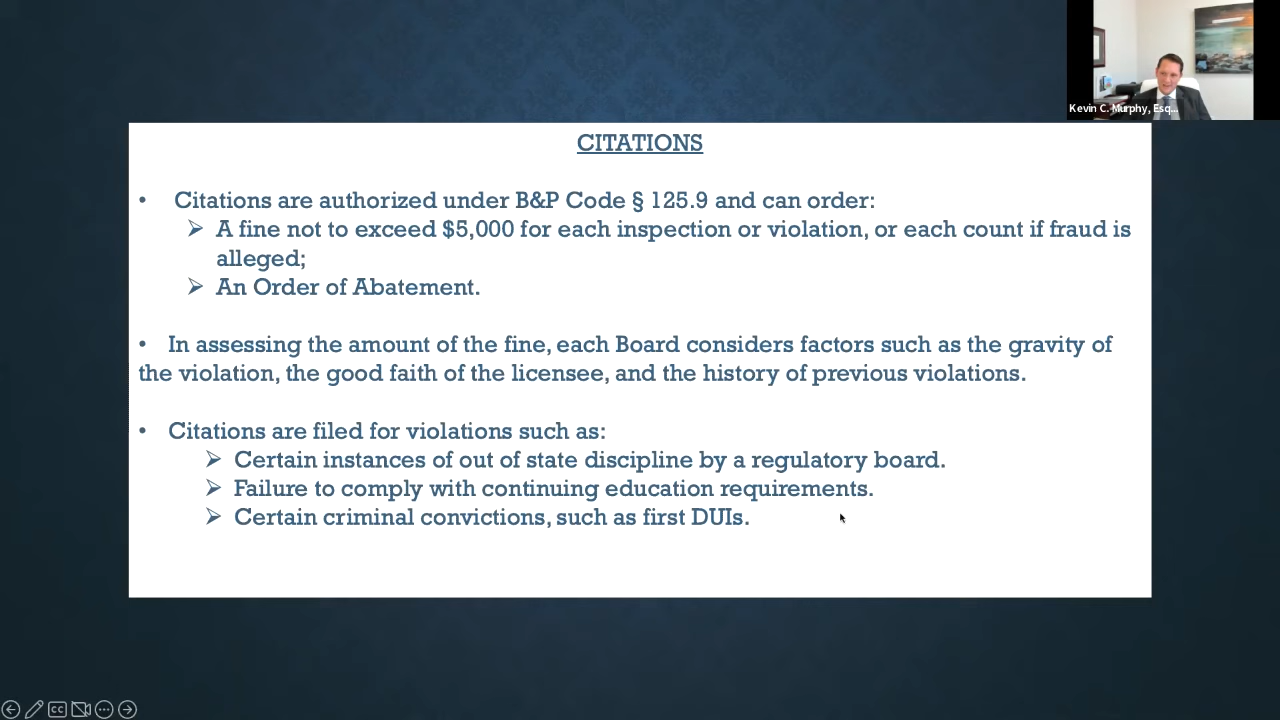 Kevin C. Murphy, Esq...
CITATIONS
• Citations are authorized under B&P Code § 125.9 and can order:
➢ A fine not to exceed $5,000 for each inspection or violation, or each count if fraud is
alleged;
➢ An Order of Abatement.
• In assessing the amount of the fine, each Board considers factors such as the gravity of
the violation, the good faith of the licensee, and the history of previous violations.
• Citations are filed for violations such as:
➢ Certain instances of out of state discipline by a regulatory board.
➢ Failure to comply with continuing education requirements.
➢ Certain criminal convictions, such as first DUIs.
CC